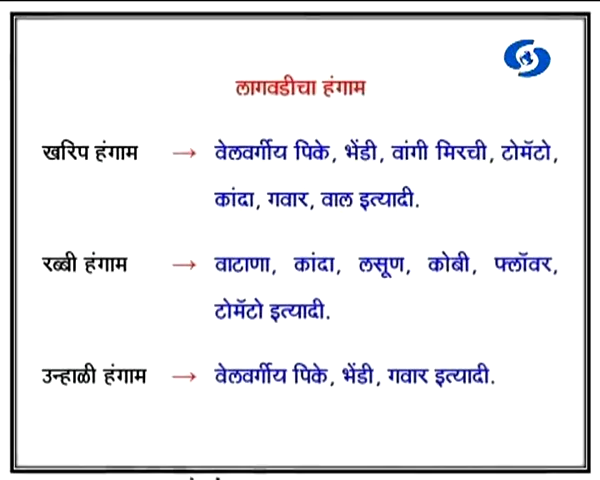 लागवडीचा हंगाम
खरिप हंगाम → वेलवर्गीय पिके, भेंडी, वांगी मिरची, टोमॅटो,
कांदा, गवार, वाल इत्यादी.
रब्बी हंगाम → वाटाणा, कांदा, लसूण, कोबी, फ्लॉवर,
टोमॅटो इत्यादी.
उन्हाळी हंगाम → वेलवर्गीय पिके, भेंडी, गवार इत्यादी.